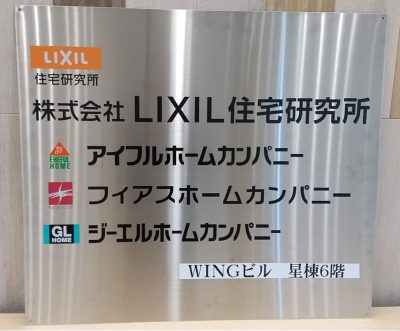 LIXIL
住宅研究所
株式会社 LIXIL住宅研究所
EYEFUL HOME
アイフルホームカンパニー
フィアスホームカンパニー
GL HOME
ジーエルホームカンパニー
WINGビル 星棟6階